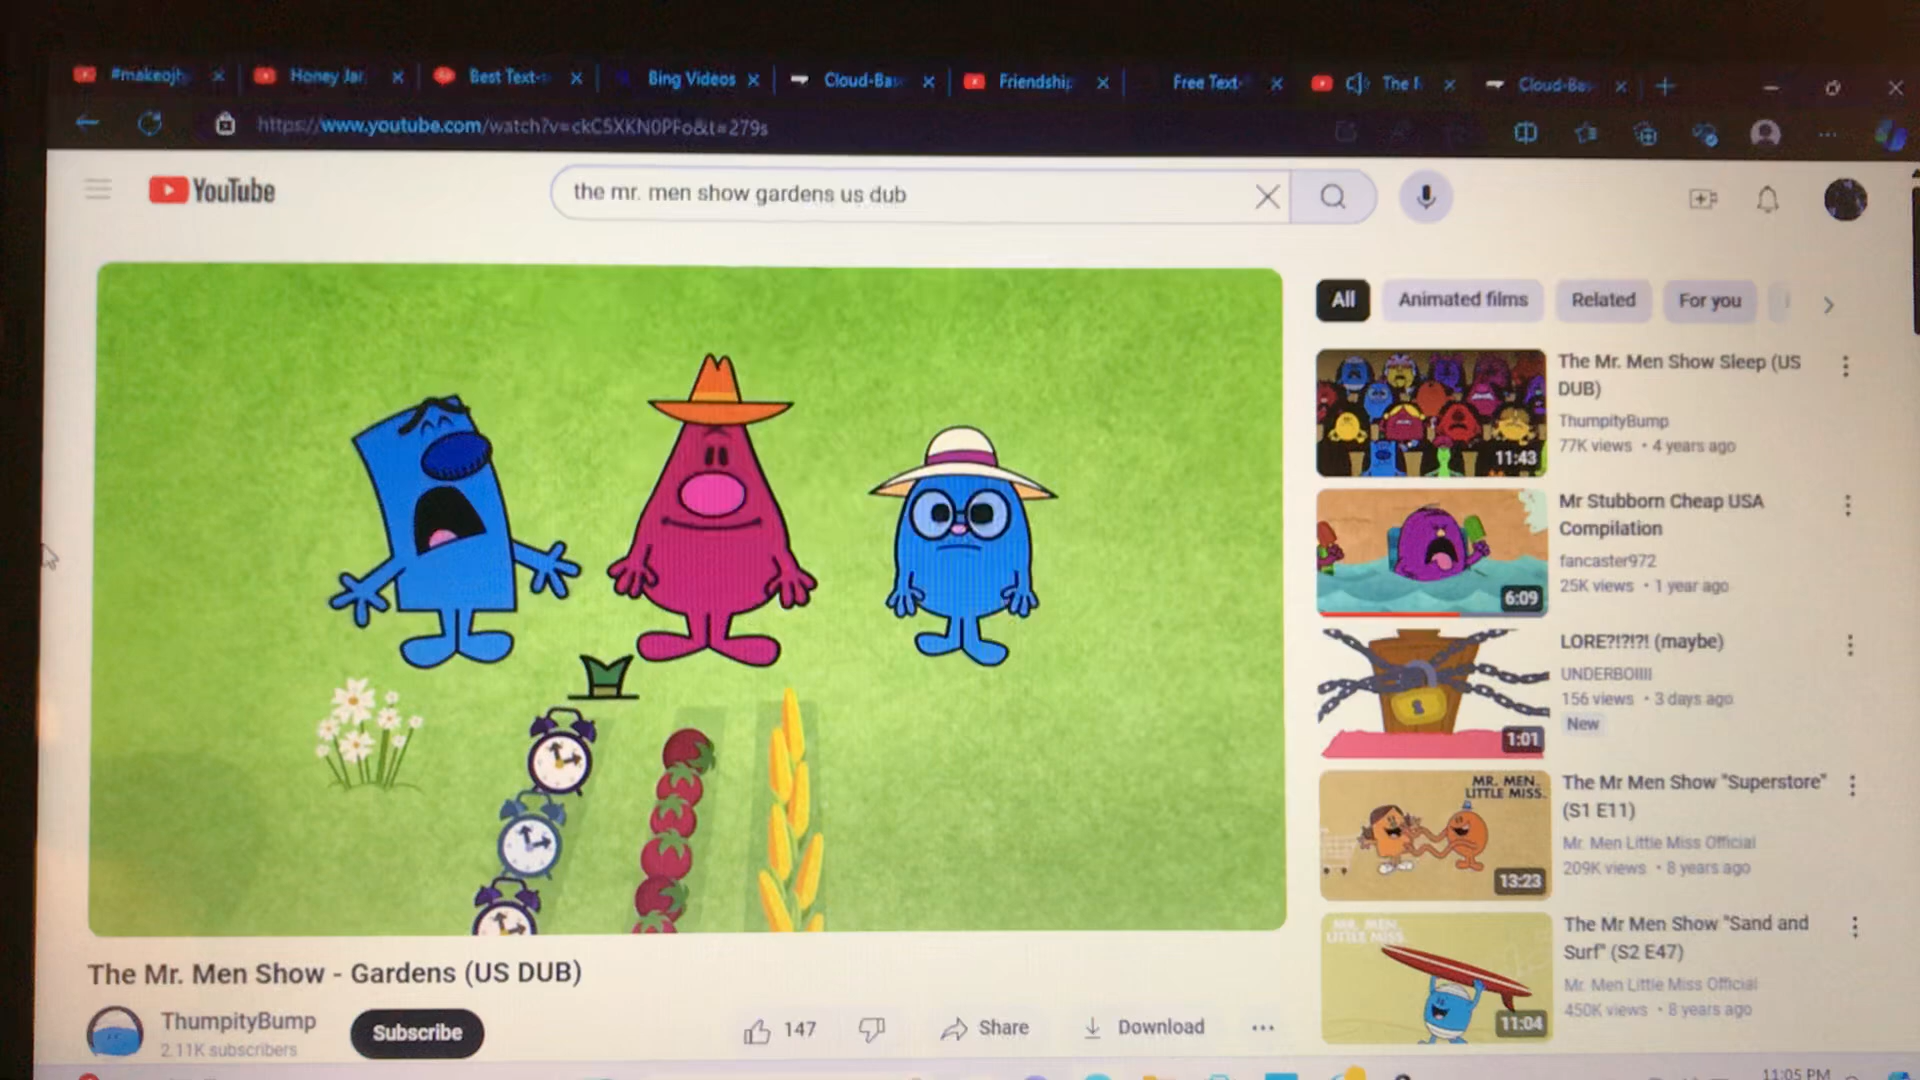 #makeojh
Honey Jar
Best Text-
Bing Videos
Cloud-Bas
Friendship
Free Text-
The M
Cloud-Bas
https://www.youtube.com/watch?v=ckC5XKN0PFo&t=279s
YouTube
the mr. men show gardens us dub
All
Animated films
Related
For you
The Mr. Men Show Sleep (US
DUB)
ThumpityBump
77K views • 4 years ago
11:43
Mr Stubborn Cheap USA
Compilation
fancaster972
25K views • 1 year ago
6:09
LORE?!?!?! (maybe)
UNDERBOIIII
156 views • 3 days ago
New
1:01
MR. MEN
LITTLE MISS
The Mr Men Show "Superstore"
(S1 E11)
Mr. Men Little Miss Official
209K views • 8 years ago
13:23
MR. MEN
LITTLE MISS
The Mr Men Show "Sand and
Surf" (S2 E47)
Mr. Men Little Miss Official
450K views • 8 years ago
11:04
The Mr. Men Show - Gardens (US DUB)
ThumpityBump
2.11K subscribers
Subscribe
147
Share
Download
11:05 PM